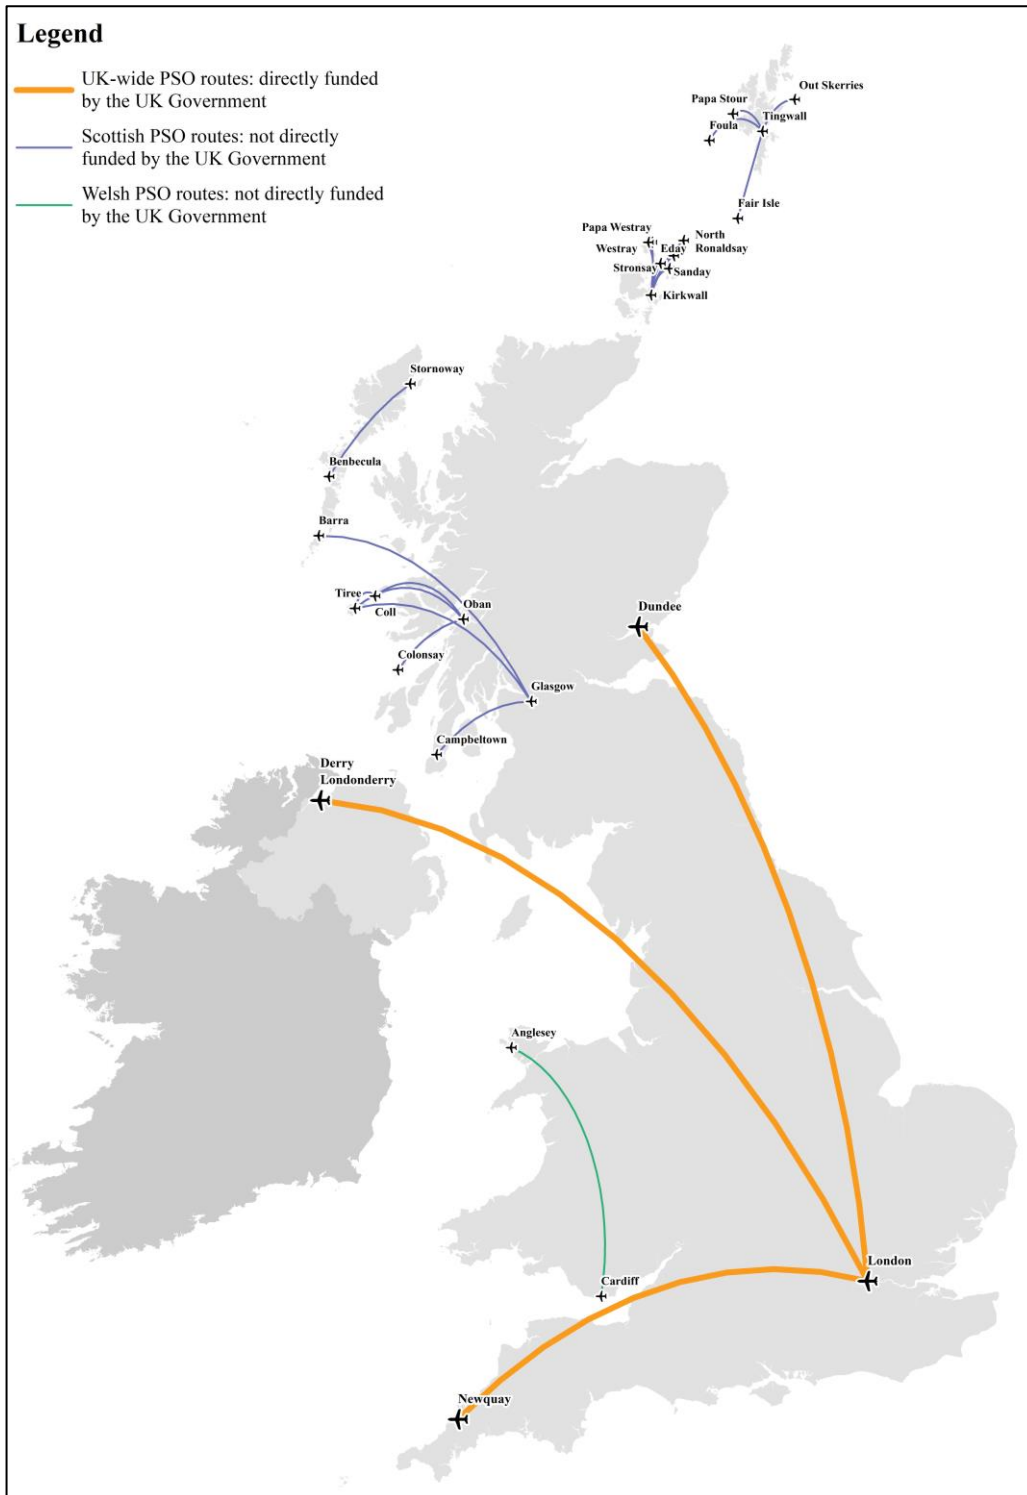 Legend
UK-wide PSO routes: directly funded
by the UK Government
Scottish PSO routes: not directly
funded by the UK Government
Welsh PSO routes: not directly funded
by the UK Government
Out Skerries
Papa Stour
Tingwall
Foula
Fair Isle
Papa Westray
North
Ronaldsay
Westray
Eday
Stronsay
Sanday
Kirkwall
Stornoway
Benbecula
Barra
Tiree
Coll
Oban
Dundee
Colonsay
Glasgow
Campbeltown
Derry
Londonderry
Anglesey
London
Cardiff
Newquay